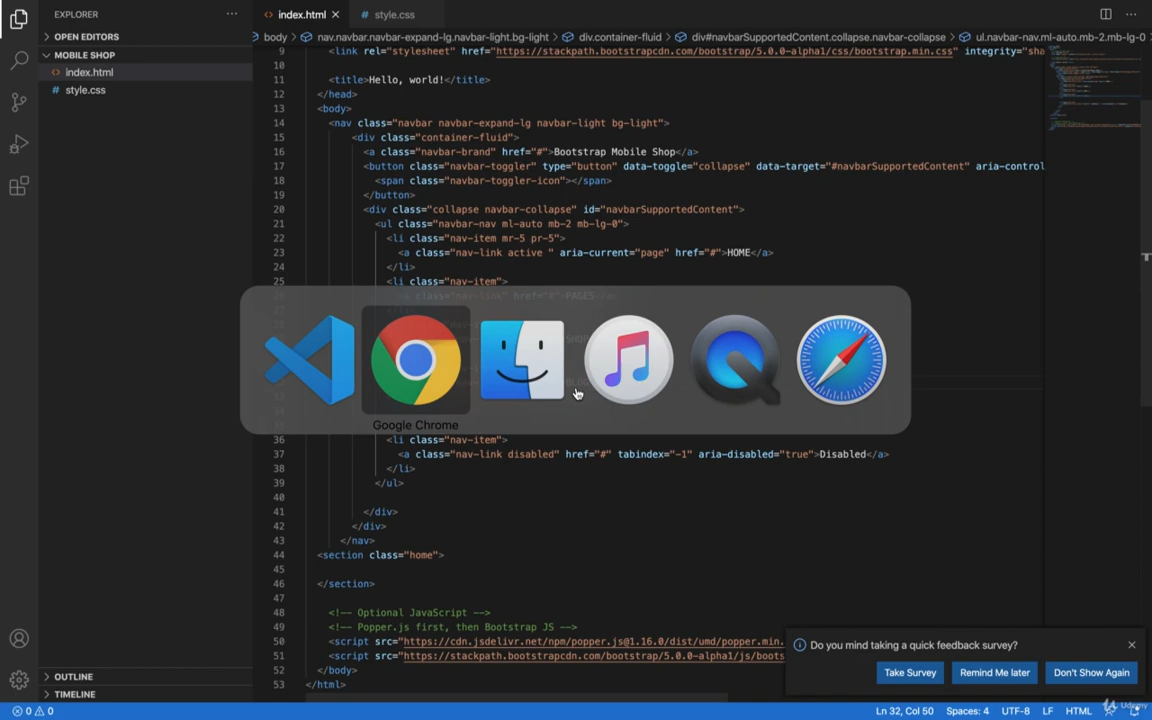 EXPLORER
···
index.html
style.css
···
OPEN EDITORS
body > nav.navbar.navbar-expand-lg.navbar-light.bg-light > div.container-fluid > div#navbarSupportedContent.collapse.navbar-collapse > ul.navbar-nav.ml-auto.mb-2.mb-lg-0 >
MOBILE SHOP
index.html
style.css
9 <link rel="stylesheet" href="https://stackpath.bootstrapcdn.com/bootstrap/5.0.0-alpha1/css/bootstrap.min.css" integrity="sha
10
11 <title>Hello, world!</title>
12 </head>
13 <body>
14 <nav class="navbar navbar-expand-lg navbar-light bg-light">
15 <div class="container-fluid">
16 <a class="navbar-brand" href="#">Bootstrap Mobile Shop</a>
17 <button class="navbar-toggler" type="button" data-toggle="collapse" data-target="#navbarSupportedContent" aria-control
18 <span class="navbar-toggler-icon"></span>
19 </button>
20 <div class="collapse navbar-collapse" id="navbarSupportedContent">
21 <ul class="navbar-nav ml-auto mb-2 mb-lg-0">
22 <li class="nav-item mr-5 pr-5">
23 <a class="nav-link active " aria-current="page" href="#">HOME</a>
24 </li>
25 <li class="nav-item">
<a class="nav-link" href="#">PAGES</a>
Google Chrome
36 <li class="nav-item">
37 <a class="nav-link disabled" href="#" tabindex="-1" aria-disabled="true">Disabled</a>
38 </li>
39 </ul>
40
41 </div>
42 </div>
43 </nav>
44 <section class="home">
45
46 </section>
47
48 <!-- Optional JavaScript -->
49 <!-- Popper.js first, then Bootstrap JS -->
50 <script src="https://cdn.jsdelivr.net/npm/popper.js@1.16.0/dist/umd/popper.min.
51 <script src="https://stackpath.bootstrapcdn.com/bootstrap/5.0.0-alpha1/js/boots
52 </body>
53 </html>
Do you mind taking a quick feedback survey?
Take Survey
Remind Me later
Don't Show Again
OUTLINE
TIMELINE
0 0
Ln 32, Col 50
Spaces: 4
UTF-8
LF
HTML
Udemy